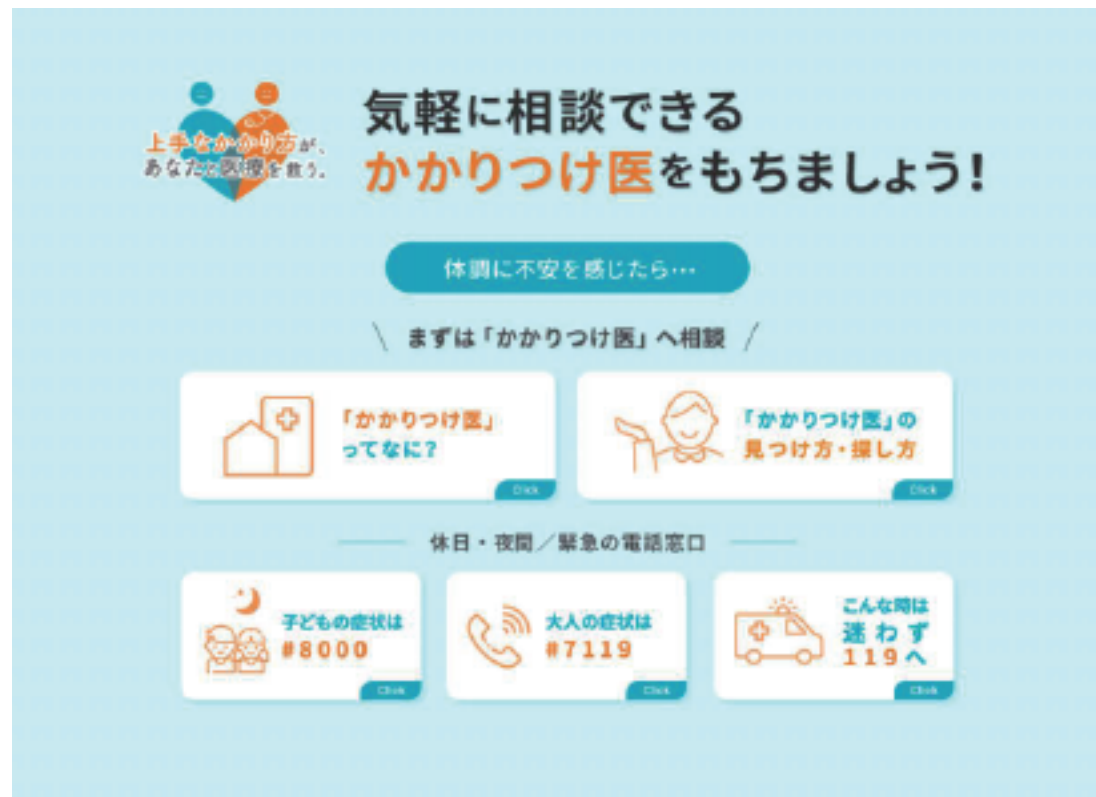 上手なかかり方が、
あなたと医療を救う。
気軽に相談できる
かかりつけ医をもちましょう！
体調に不安を感じたら…
まずは「かかりつけ医」へ相談
「かかりつけ医」
ってなに？
Click
「かかりつけ医」の
見つけ方・探し方
Click
休日・夜間／緊急の電話窓口
子どもの症状は
#8000
Click
大人の症状は
#7119
Click
こんな時は
迷わず
119へ
Click